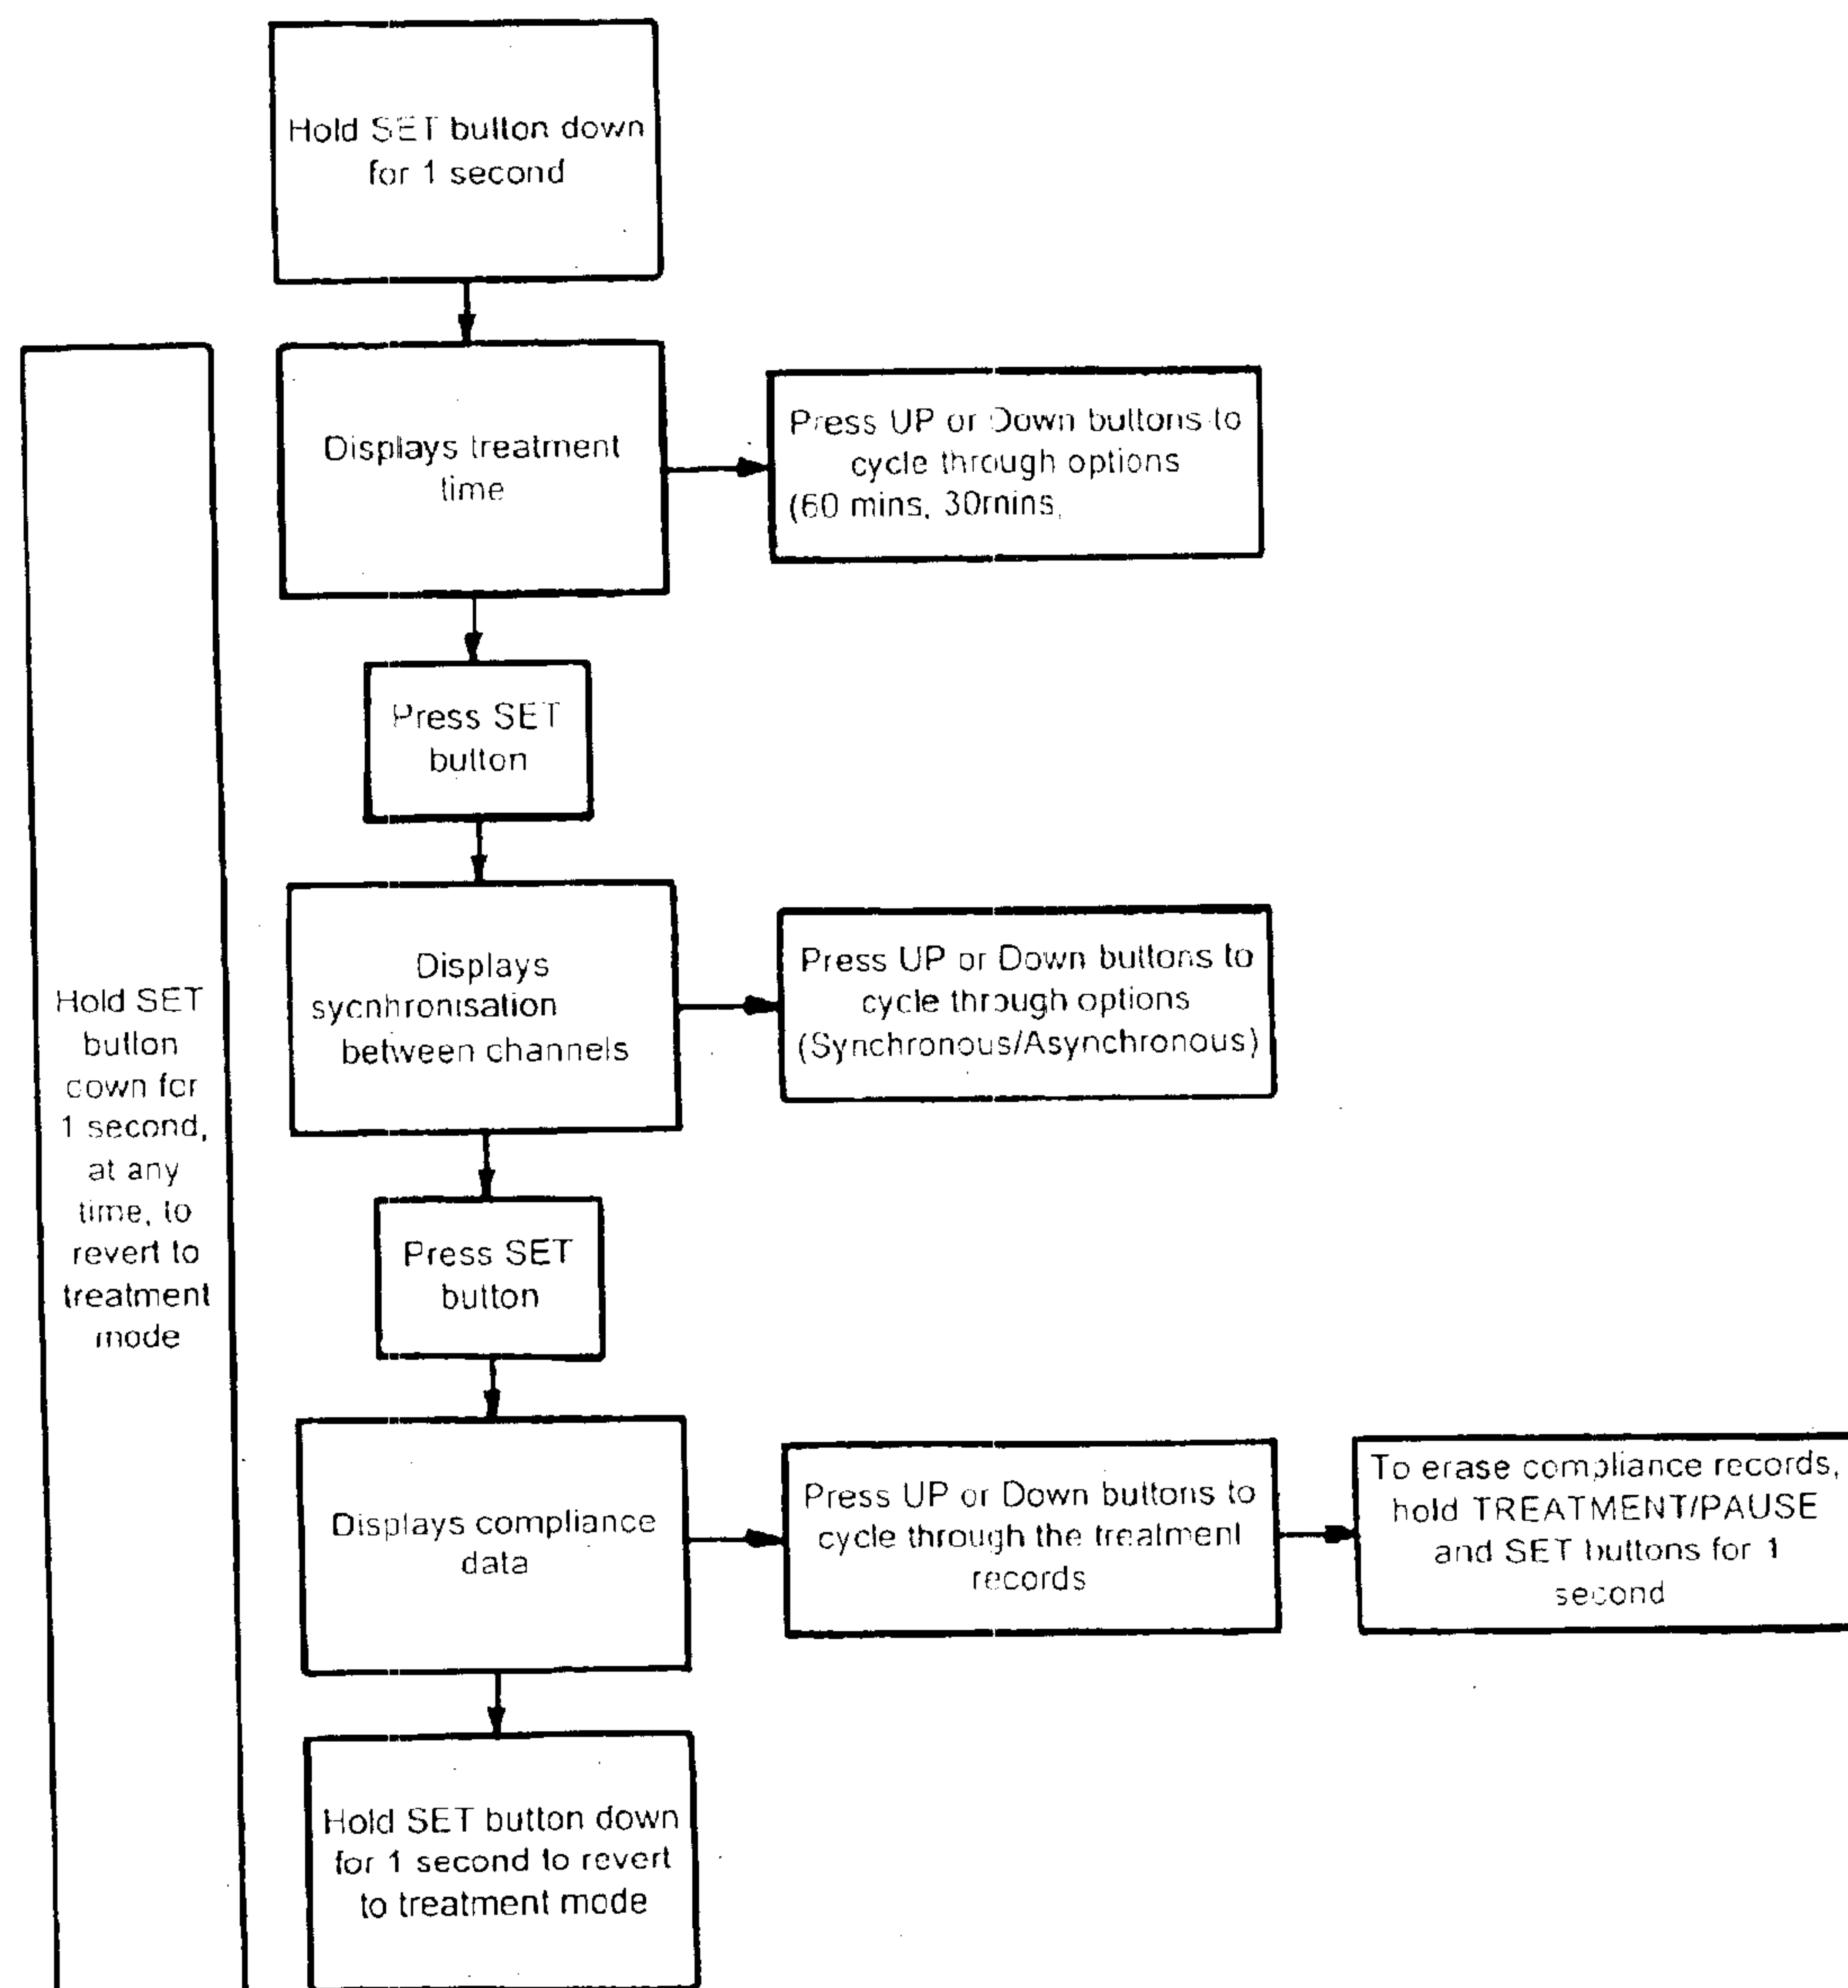 Hold SET button down
for 1 second
Displays treatment
time
Press UP or Down buttons to
cycle through options
(60 mins, 30mins,
Press SET
button
Displays
sycnhronisation
between channels
Press UP or Down buttons to
cycle through options
(Synchronous/Asynchronous)
Hold SET
button
down for
1 second,
at any
time, to
revert to
treatment
mode
Press SET
button
Displays compliance
data
Press UP or Down buttons to
cycle through the treatment
records
To erase compliance records,
hold TREATMENT/PAUSE
and SET buttons for 1
second
Hold SET button down
for 1 second to revert
to treatment mode